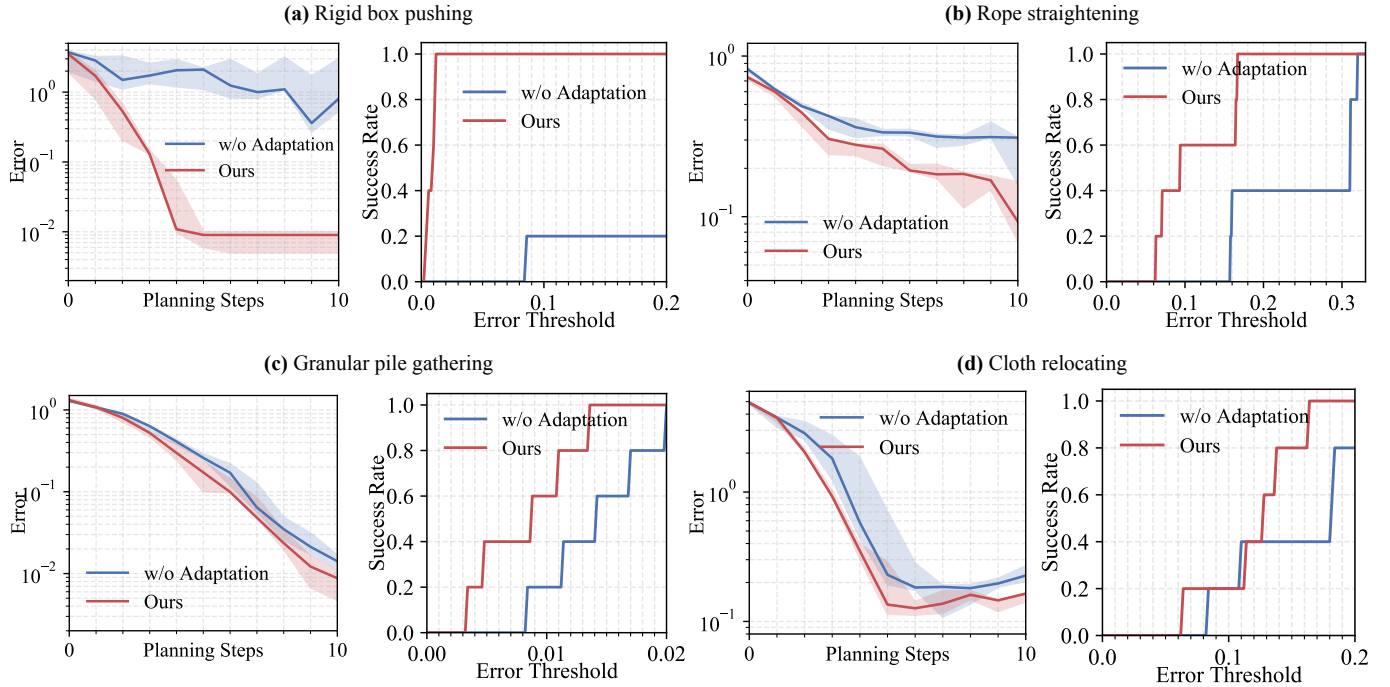 (a) Rigid box pushing
Error
10^0
10^-1
10^-2
w/o Adaptation
Ours
0
Planning Steps
10
Success Rate
1.0
0.8
0.6
0.4
0.2
0.0
w/o Adaptation
Ours
0.0
0.1
0.2
Error Threshold
(b) Rope straightening
Error
10^0
10^-1
w/o Adaptation
Ours
0
Planning Steps
10
Success Rate
1.0
0.8
0.6
0.4
0.2
0.0
w/o Adaptation
Ours
0.0
0.1
0.2
0.3
Error Threshold
(c) Granular pile gathering
Error
10^0
10^-1
10^-2
w/o Adaptation
Ours
0
Planning Steps
10
Success Rate
1.0
0.8
0.6
0.4
0.2
0.0
w/o Adaptation
Ours
0.00
0.01
0.02
Error Threshold
(d) Cloth relocating
Error
10^0
10^-1
w/o Adaptation
Ours
0
Planning Steps
10
Success Rate
1.0
0.8
0.6
0.4
0.2
0.0
w/o Adaptation
Ours
0.0
0.1
0.2
Error Threshold